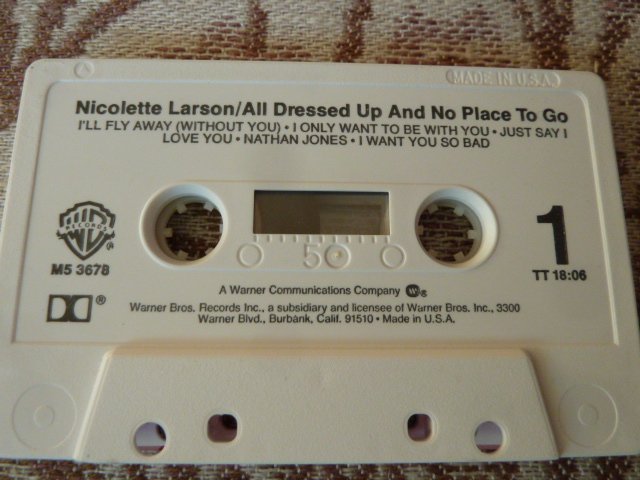 MADE IN U.S.A.
Nicolette Larson/All Dressed Up And No Place To Go
I'LL FLY AWAY (WITHOUT YOU) • I ONLY WANT TO BE WITH YOU • JUST SAY I
LOVE YOU • NATHAN JONES • I WANT YOU SO BAD
WB
RECORDS
®
M5 3678
50
1
TT 18:06
®
A Warner Communications Company
Warner Bros. Records Inc., a subsidiary and licensee of Warner Bros. Inc., 3300
Warner Blvd., Burbank, Calif. 91510 • Made in U.S.A.